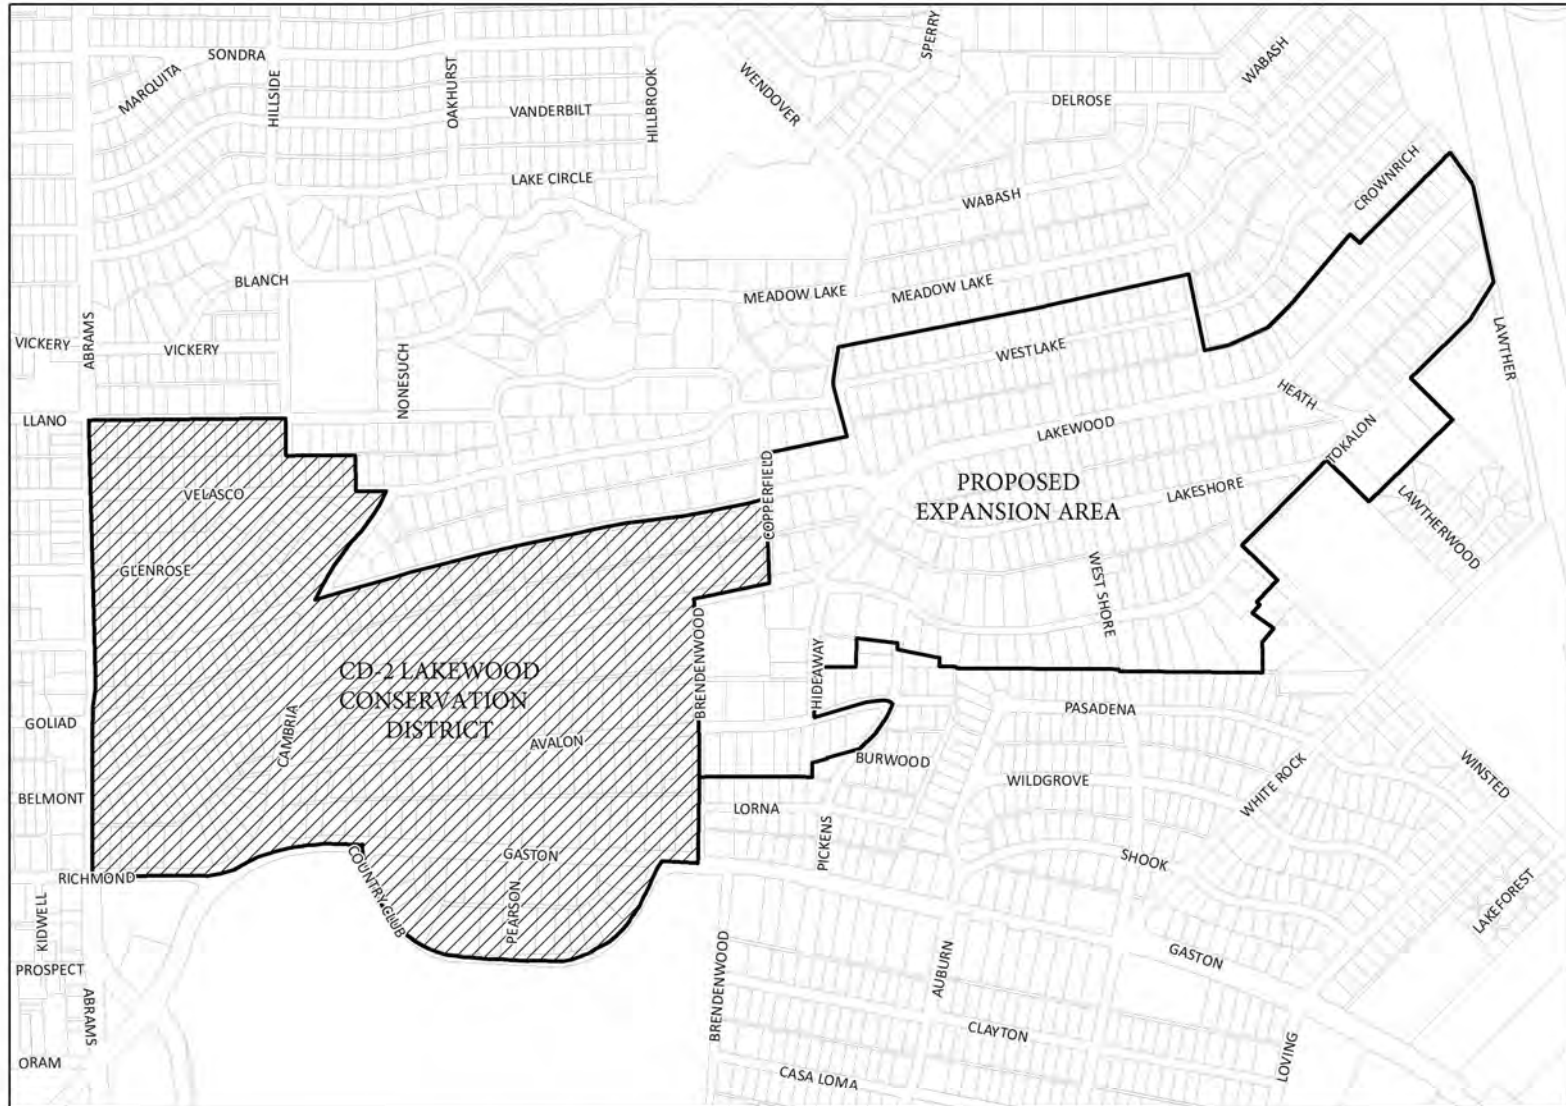 SONDRA
MARQUITA
HILLSIDE
OAKHURST
VANDERBILT
HILLBROOK
WENDOVER
SPERRY
WABASH
DELROSE
LAKE CIRCLE
WABASH
CROWNRICH
BLANCH
MEADOW LAKE
MEADOW LAKE
ABRAMS
VICKERY
VICKERY
NONESUCH
WESTLAKE
LAWTHER
HEATH
LLANO
LAKEWOOD
TOKALON
VELASCO
COPPERFIELD
PROPOSED
EXPANSION AREA
LAKESHORE
LAWTHERWOOD
GLENROSE
WEST SHORE
CD-2 LAKEWOOD
CONSERVATION
DISTRICT
BRENDENWOOD
HIDEAWAY
GOLIAD
CAMBRIA
AVALON
PASADENA
BURWOOD
BELMONT
LORNA
WILDGROVE
WHITE ROCK
WINSTED
PICKENS
GASTON
SHOOK
RICHMOND
COUNTRY CLUB
PEARSON
LAKEFOREST
KIDWELL
PROSPECT
BRENDENWOOD
AUBURN
GASTON
ABRAMS
CLAYTON
LOVING
ORAM
CASA LOMA